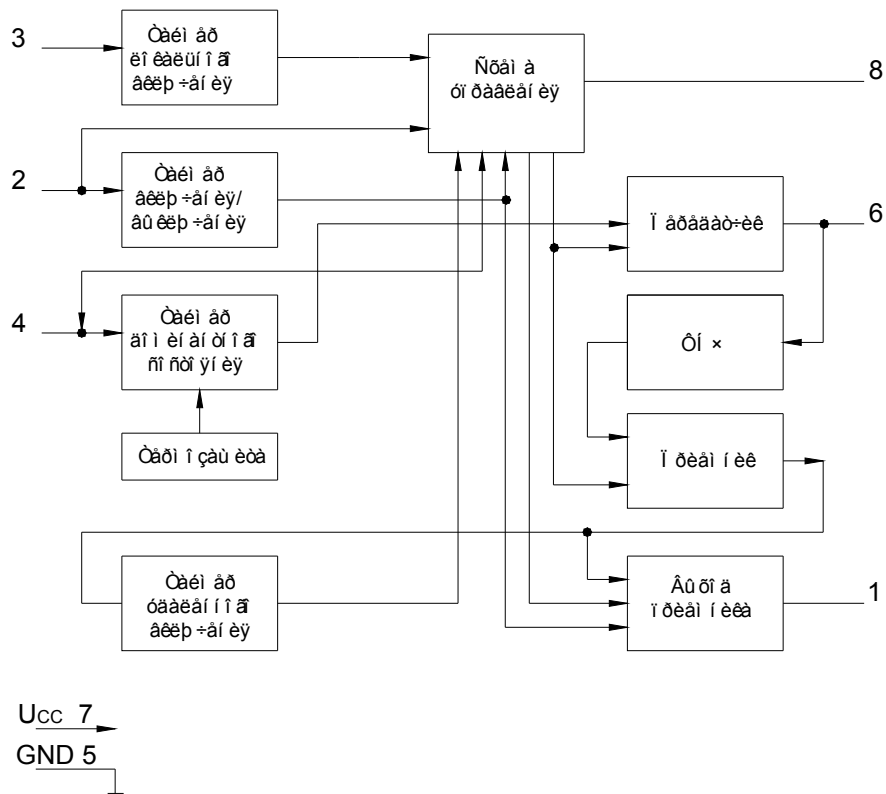 3
Òàéì åð
ëî êàëüí î ãî
âêëþ ÷åí èÿ
Ñõåì à
óï ðàâëåí èÿ
8
2
Òàéì åð
âêëþ ÷åí èÿ/
âû êëþ ÷åí èÿ
Ï åðåäàò÷èê
6
4
Òàéì åð
äî ì èí àí òí î ãî
ñî ñòî ÿí èÿ
ÔÍ ×
Òåðì î çàù èòà
Ï ðèåì í èê
Òàéì åð
óäàëåí í î ãî
âêëþ ÷åí èÿ
Âû õî ä
ï ðèåì í èêà
1
Ucc 7
GND 5